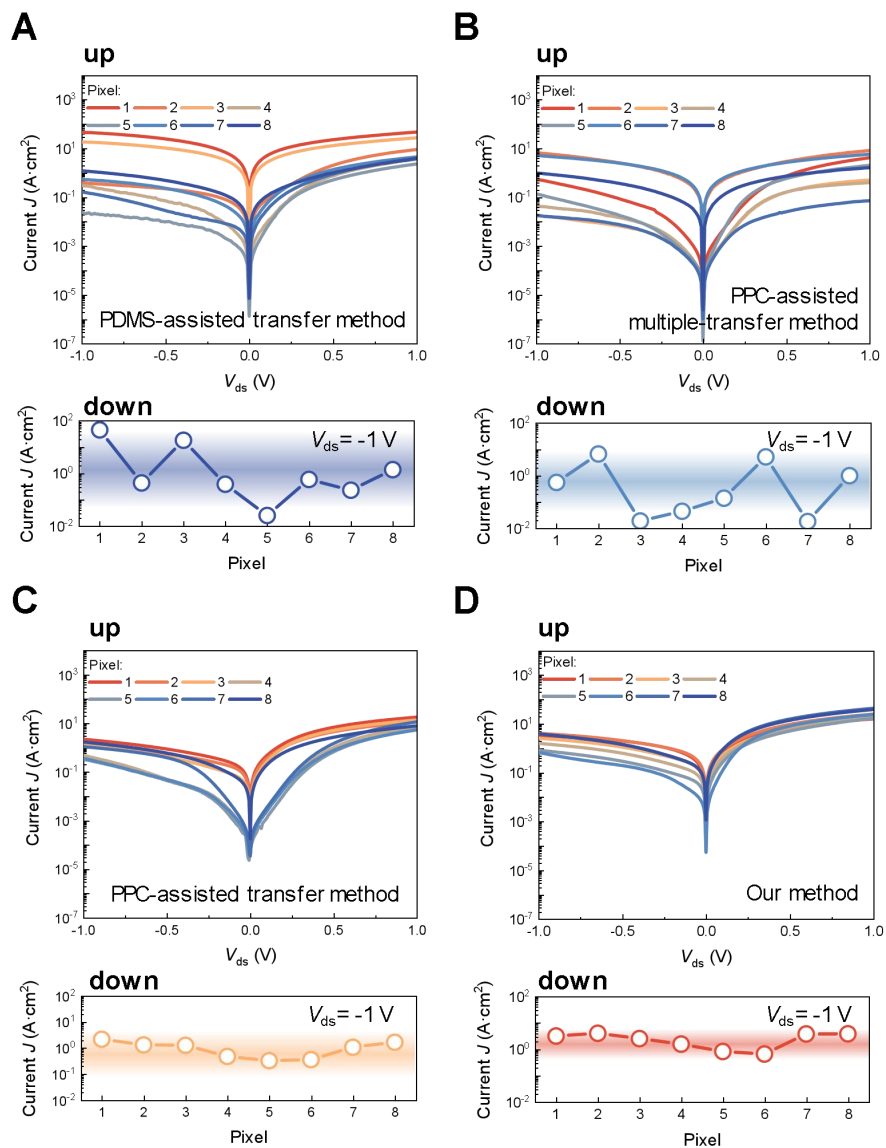 A
up
Pixel:
1 2 3 4
5 6 7 8
Current J (A·cm²)
10³
10¹
10⁻¹
10⁻³
10⁻⁵
10⁻⁷
PDMS-assisted transfer method
-1.0 -0.5 0.0 0.5 1.0
Vds (V)
down
Current J (A·cm²)
10²
10⁰
10⁻²
Vds= -1 V
1 2 3 4 5 6 7 8
Pixel
B
up
Pixel:
1 2 3 4
5 6 7 8
Current J (A·cm²)
10³
10¹
10⁻¹
10⁻³
10⁻⁵
10⁻⁷
PPC-assisted
multiple-transfer method
-1.0 -0.5 0.0 0.5 1.0
Vds (V)
down
Current J (A·cm²)
10²
10⁰
10⁻²
Vds= -1 V
1 2 3 4 5 6 7 8
Pixel
C
up
Pixel:
1 2 3 4
5 6 7 8
Current J (A·cm²)
10³
10¹
10⁻¹
10⁻³
10⁻⁵
10⁻⁷
PPC-assisted transfer method
-1.0 -0.5 0.0 0.5 1.0
Vds (V)
down
Current J (A·cm²)
10²
10⁰
10⁻¹
10⁻²
Vds= -1 V
1 2 3 4 5 6 7 8
Pixel
D
up
Pixel:
1 2 3 4
5 6 7 8
Current J (A·cm²)
10³
10¹
10⁻¹
10⁻³
10⁻⁵
10⁻⁷
Our method
-1.0 -0.5 0.0 0.5 1.0
Vds (V)
down
Current J (A·cm²)
10²
10⁰
10⁻²
Vds= -1 V
1 2 3 4 5 6 7 8
Pixel